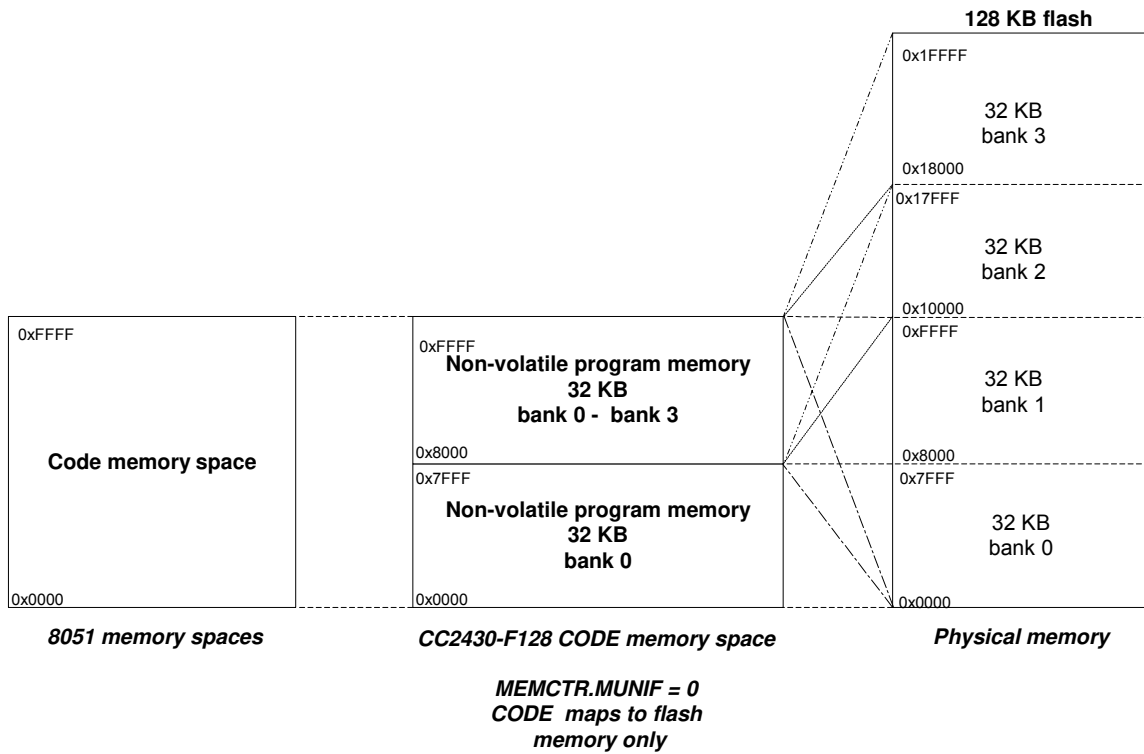 128 KB flash
0x1FFFF
32 KB
bank 3
0x18000
0x17FFF
32 KB
bank 2
0x10000
0xFFFF
32 KB
bank 1
0x8000
0x7FFF
32 KB
bank 0
0x0000
0xFFFF
Code memory space
0x0000
0xFFFF
Non-volatile program memory
32 KB
bank 0 - bank 3
0x8000
0x7FFF
Non-volatile program memory
32 KB
bank 0
0x0000
8051 memory spaces
CC2430-F128 CODE memory space
Physical memory
MEMCTR.MUNIF = 0
CODE maps to flash
memory only